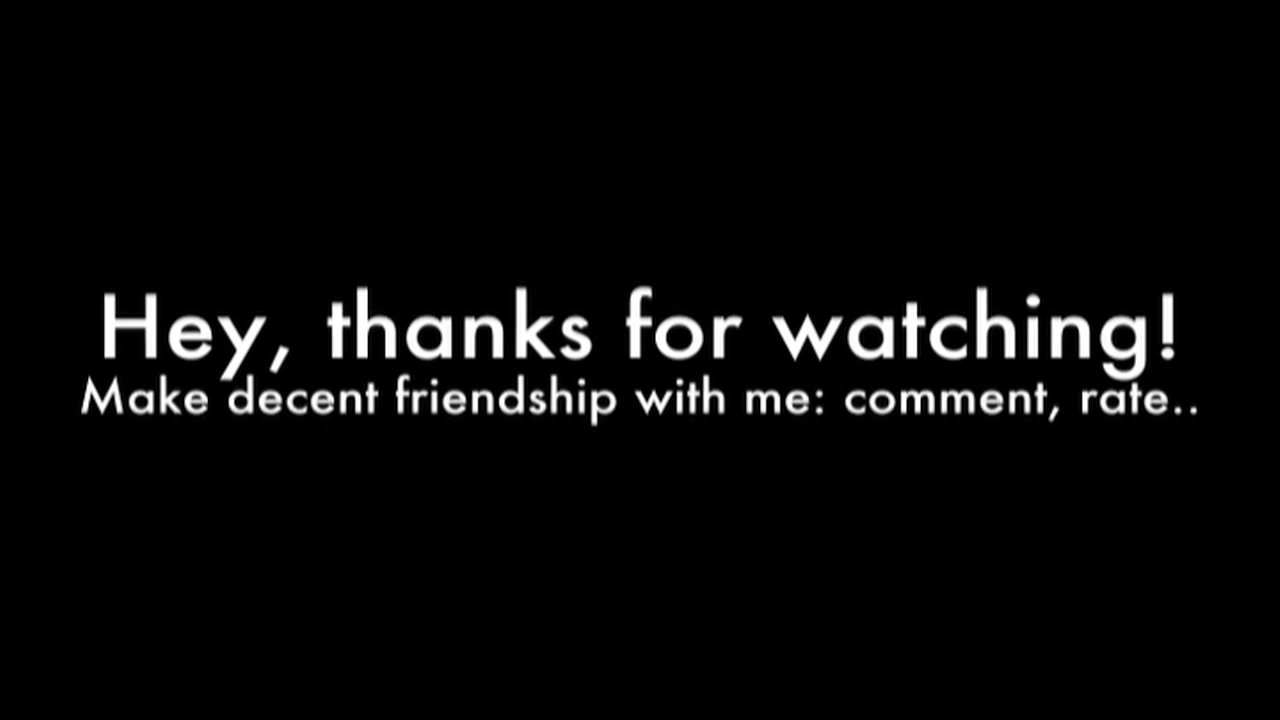 Hey, thanks for watching!
Make decent friendship with me: comment, rate..